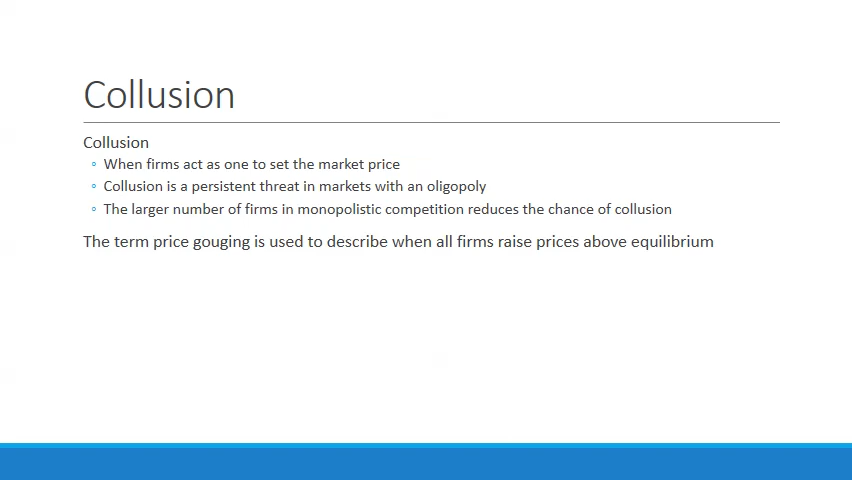 Collusion
Collusion
◦ When firms act as one to set the market price
◦ Collusion is a persistent threat in markets with an oligopoly
◦ The larger number of firms in monopolistic competition reduces the chance of collusion
The term price gouging is used to describe when all firms raise prices above equilibrium